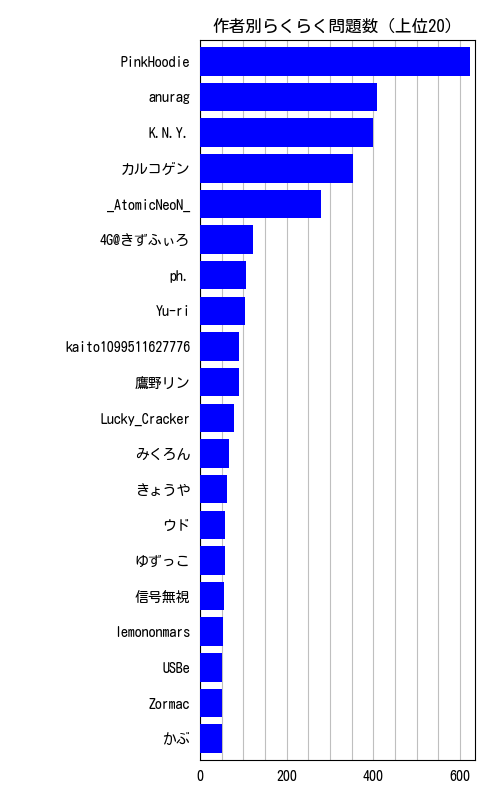 作者別らくらく問題数（上位20）
PinkHoodie
anurag
K.N.Y.
カルコゲン
_AtomicNeoN_
4G@きずふぃろ
ph.
Yu-ri
kaito1099511627776
鷹野リン
Lucky_Cracker
みくろん
きょうや
ウド
ゆずっこ
信号無視
lemononmars
USBe
Zormac
かぶ
0 200 400 600